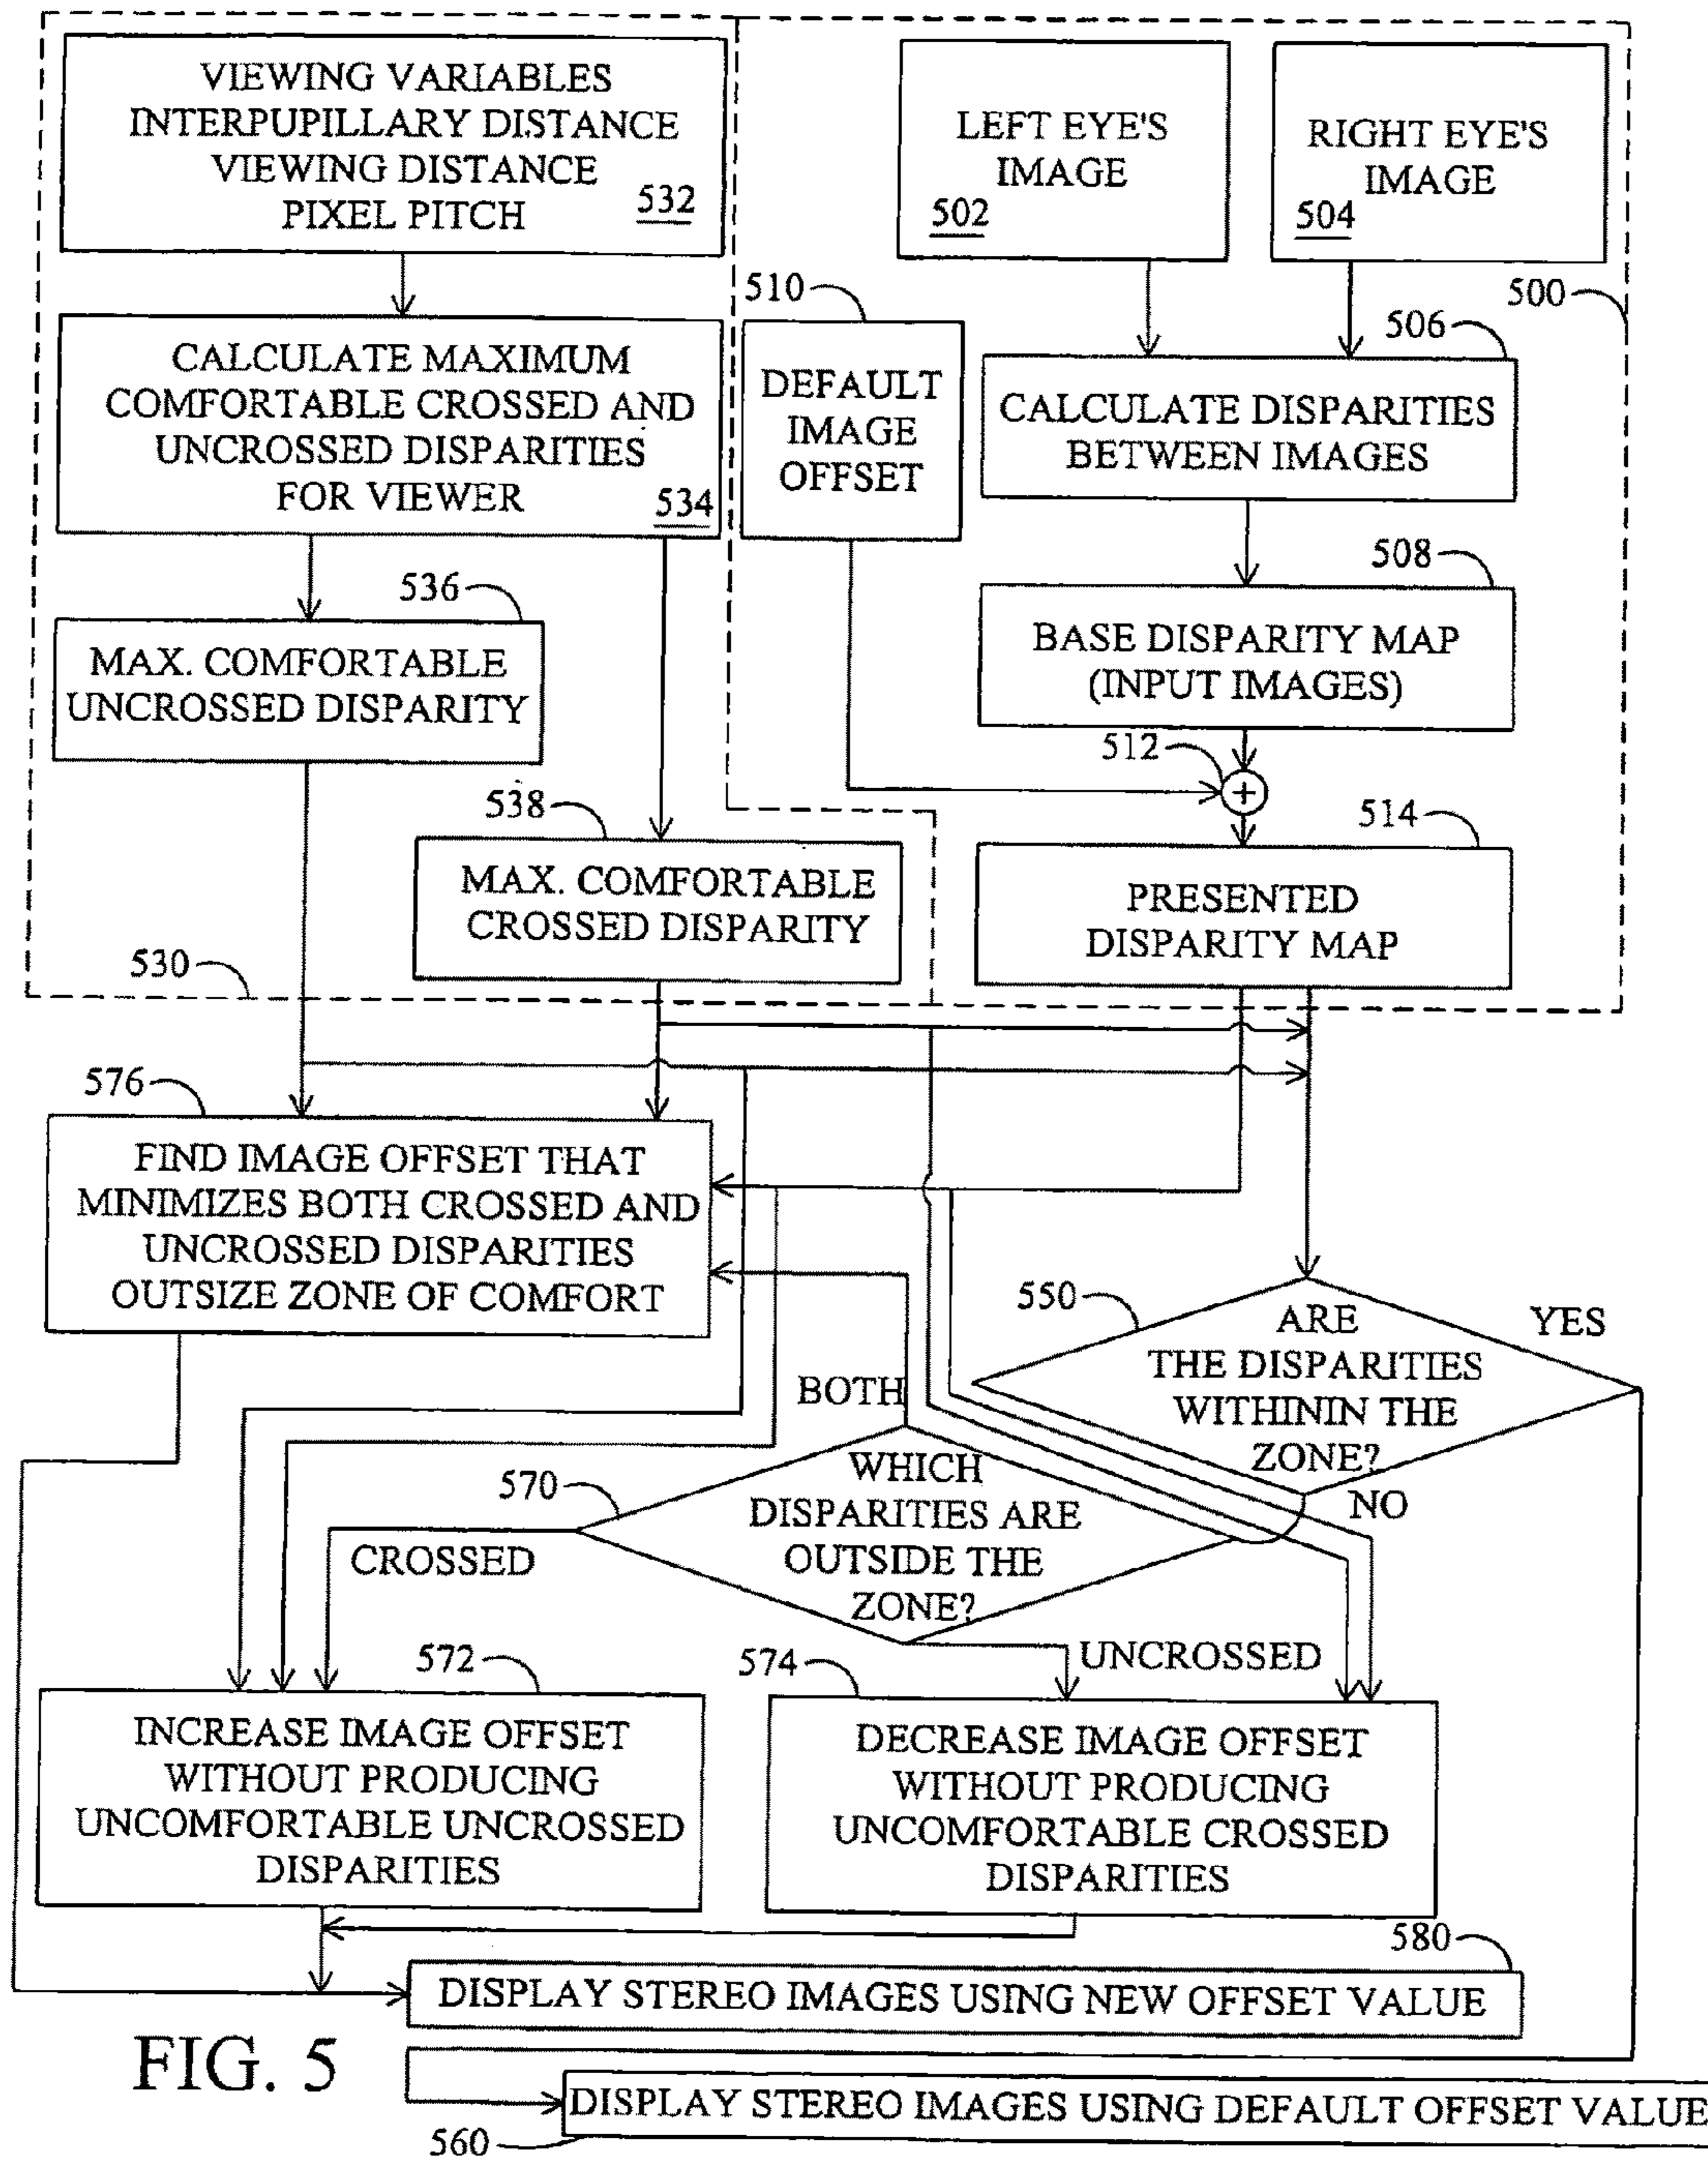 VIEWING VARIABLES
INTERPUPILLARY DISTANCE
VIEWING DISTANCE
PIXEL PITCH
532
LEFT EYE'S
IMAGE
502
RIGHT EYE'S
IMAGE
504
500
510
506
CALCULATE MAXIMUM
COMFORTABLE CROSSED AND
UNCROSSED DISPARITIES
FOR VIEWER
534
DEFAULT
IMAGE
OFFSET
CALCULATE DISPARITIES
BETWEEN IMAGES
508
536
MAX. COMFORTABLE
UNCROSSED DISPARITY
BASE DISPARITY MAP
(INPUT IMAGES)
512
+
538
514
MAX. COMFORTABLE
CROSSED DISPARITY
PRESENTED
DISPARITY MAP
530
576
FIND IMAGE OFFSET THAT
MINIMIZES BOTH CROSSED AND
UNCROSSED DISPARITIES
OUTSIZE ZONE OF COMFORT
550
ARE
THE DISPARITIES
WITHININ THE
ZONE?
YES
NO
BOTH
570
WHICH
DISPARITIES ARE
OUTSIDE THE
ZONE?
CROSSED
UNCROSSED
572
574
INCREASE IMAGE OFFSET
WITHOUT PRODUCING
UNCOMFORTABLE UNCROSSED
DISPARITIES
DECREASE IMAGE OFFSET
WITHOUT PRODUCING
UNCOMFORTABLE CROSSED
DISPARITIES
580
DISPLAY STEREO IMAGES USING NEW OFFSET VALUE
FIG. 5
DISPLAY STEREO IMAGES USING DEFAULT OFFSET VALUE
560